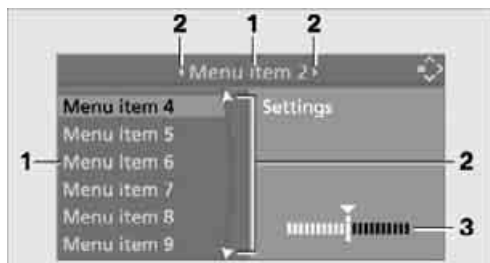 2 1 2
Menu item 2
Menu item 4 Settings
Menu item 5
1 Menu item 6 2
Menu item 7
Menu item 8 3
Menu item 9